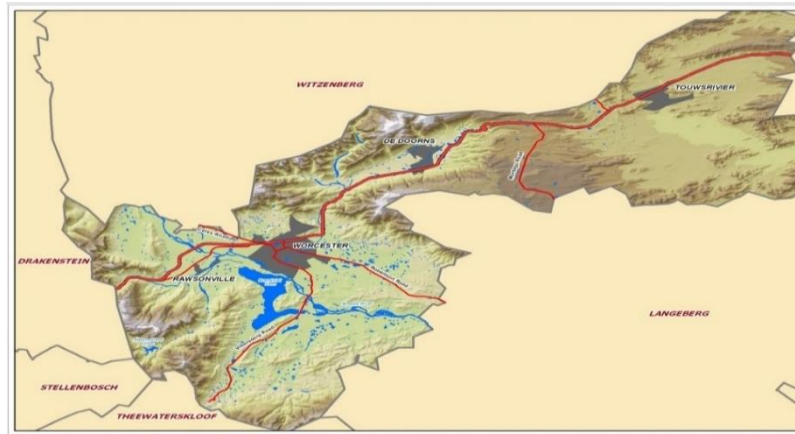 WITZENBERG
TOUWSRIVIER
DE DOORNS
WORCESTER
DRAKENSTEIN
RAWSONVILLE
LANGEBERG
STELLENBOSCH
THEEWATERSKLOOF